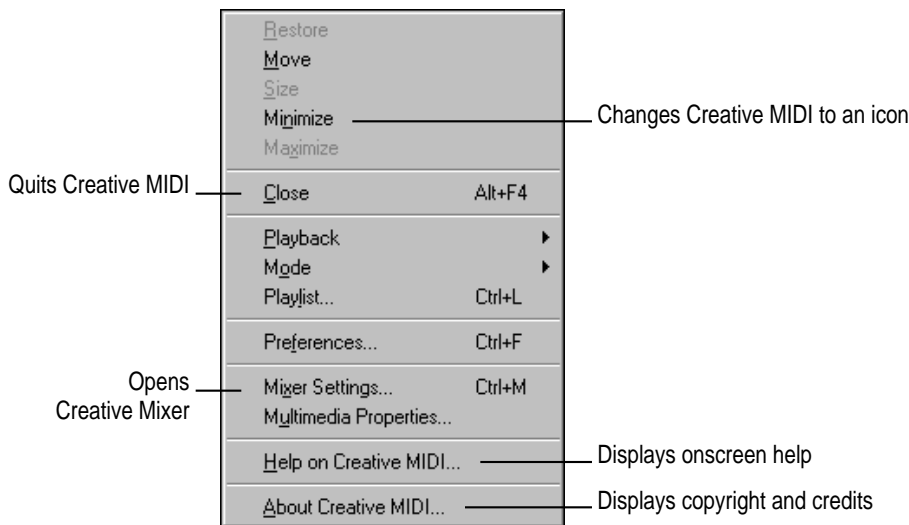 Restore
Move
Size
Minimize
Changes Creative MIDI to an icon
Maximize
Quits Creative MIDI
Close Alt+F4
Playback
Mode
Playlist... Ctrl+L
Preferences... Ctrl+F
Opens
Creative Mixer
Mixer Settings... Ctrl+M
Multimedia Properties...
Help on Creative MIDI...
Displays onscreen help
About Creative MIDI...
Displays copyright and credits